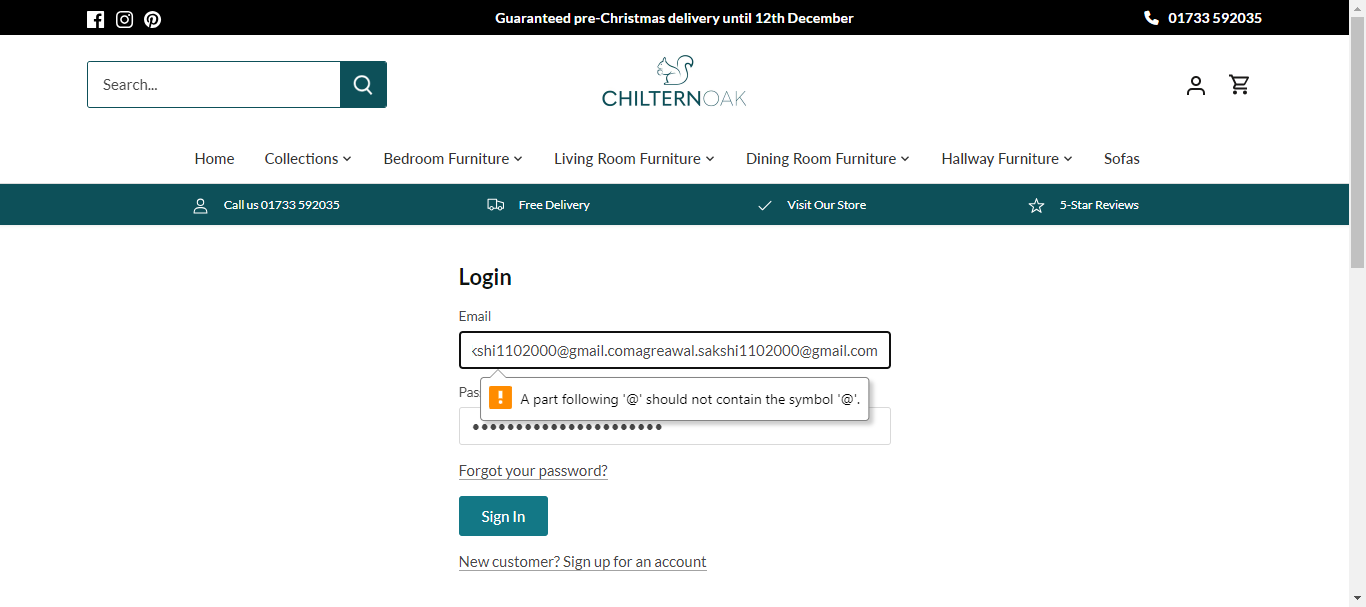 Guaranteed pre-Christmas delivery until 12th December
01733 592035
Search...
CHILTERNOAK
Home Collections Bedroom Furniture Living Room Furniture Dining Room Furniture Hallway Furniture Sofas
Call us 01733 592035 Free Delivery Visit Our Store 5-Star Reviews
Login
Email
shi1102000@gmail.comagreawal.sakshi1102000@gmail.com
Pas
A part following '@' should not contain the symbol '@'.
Forgot your password?
Sign In
New customer? Sign up for an account